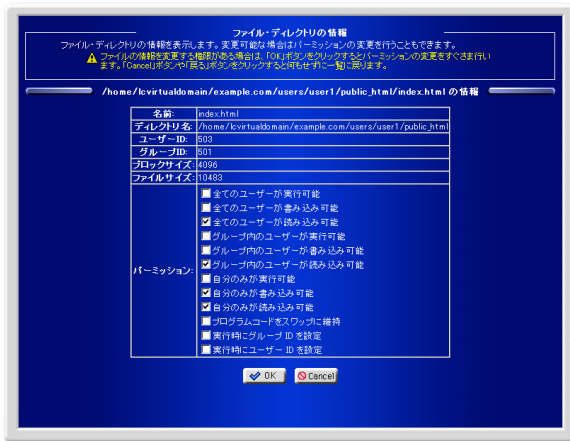 ファイル・ディレクトリの情報
ファイル・ディレクトリの情報を表示します。変更可能な場合はパーミッションの変更を行うこともできます。
ファイルの情報を変更する権限がある場合は、「OK」ボタンをクリックするとパーミッションの変更をすぐさま行い
ます。「Cancel」ボタンや「戻る」ボタンをクリックすると何もせずに一覧に戻ります。
/home/lcvirtualdomain/example.com/users/user1/public_html/index.html の情報
名前: index.html
ディレクトリ名: /home/lcvirtualdomain/example.com/users/user1/public_html
ユーザーID: 503
グループID: 501
ブロックサイズ: 4096
ファイルサイズ: 10483
パーミッション:
全てのユーザーが実行可能
全てのユーザーが書み込み可能
全てのユーザーが読み込み可能
グループ内のユーザーが実行可能
グループ内のユーザーが書み込み可能
グループ内のユーザーが読み込み可能
自分のみが実行可能
自分のみが書み込み可能
自分のみが読み込み可能
プログラムコードをスワップに維持
実行時にグループ ID を設定
実行時にユーザー ID を設定
OK Cancel